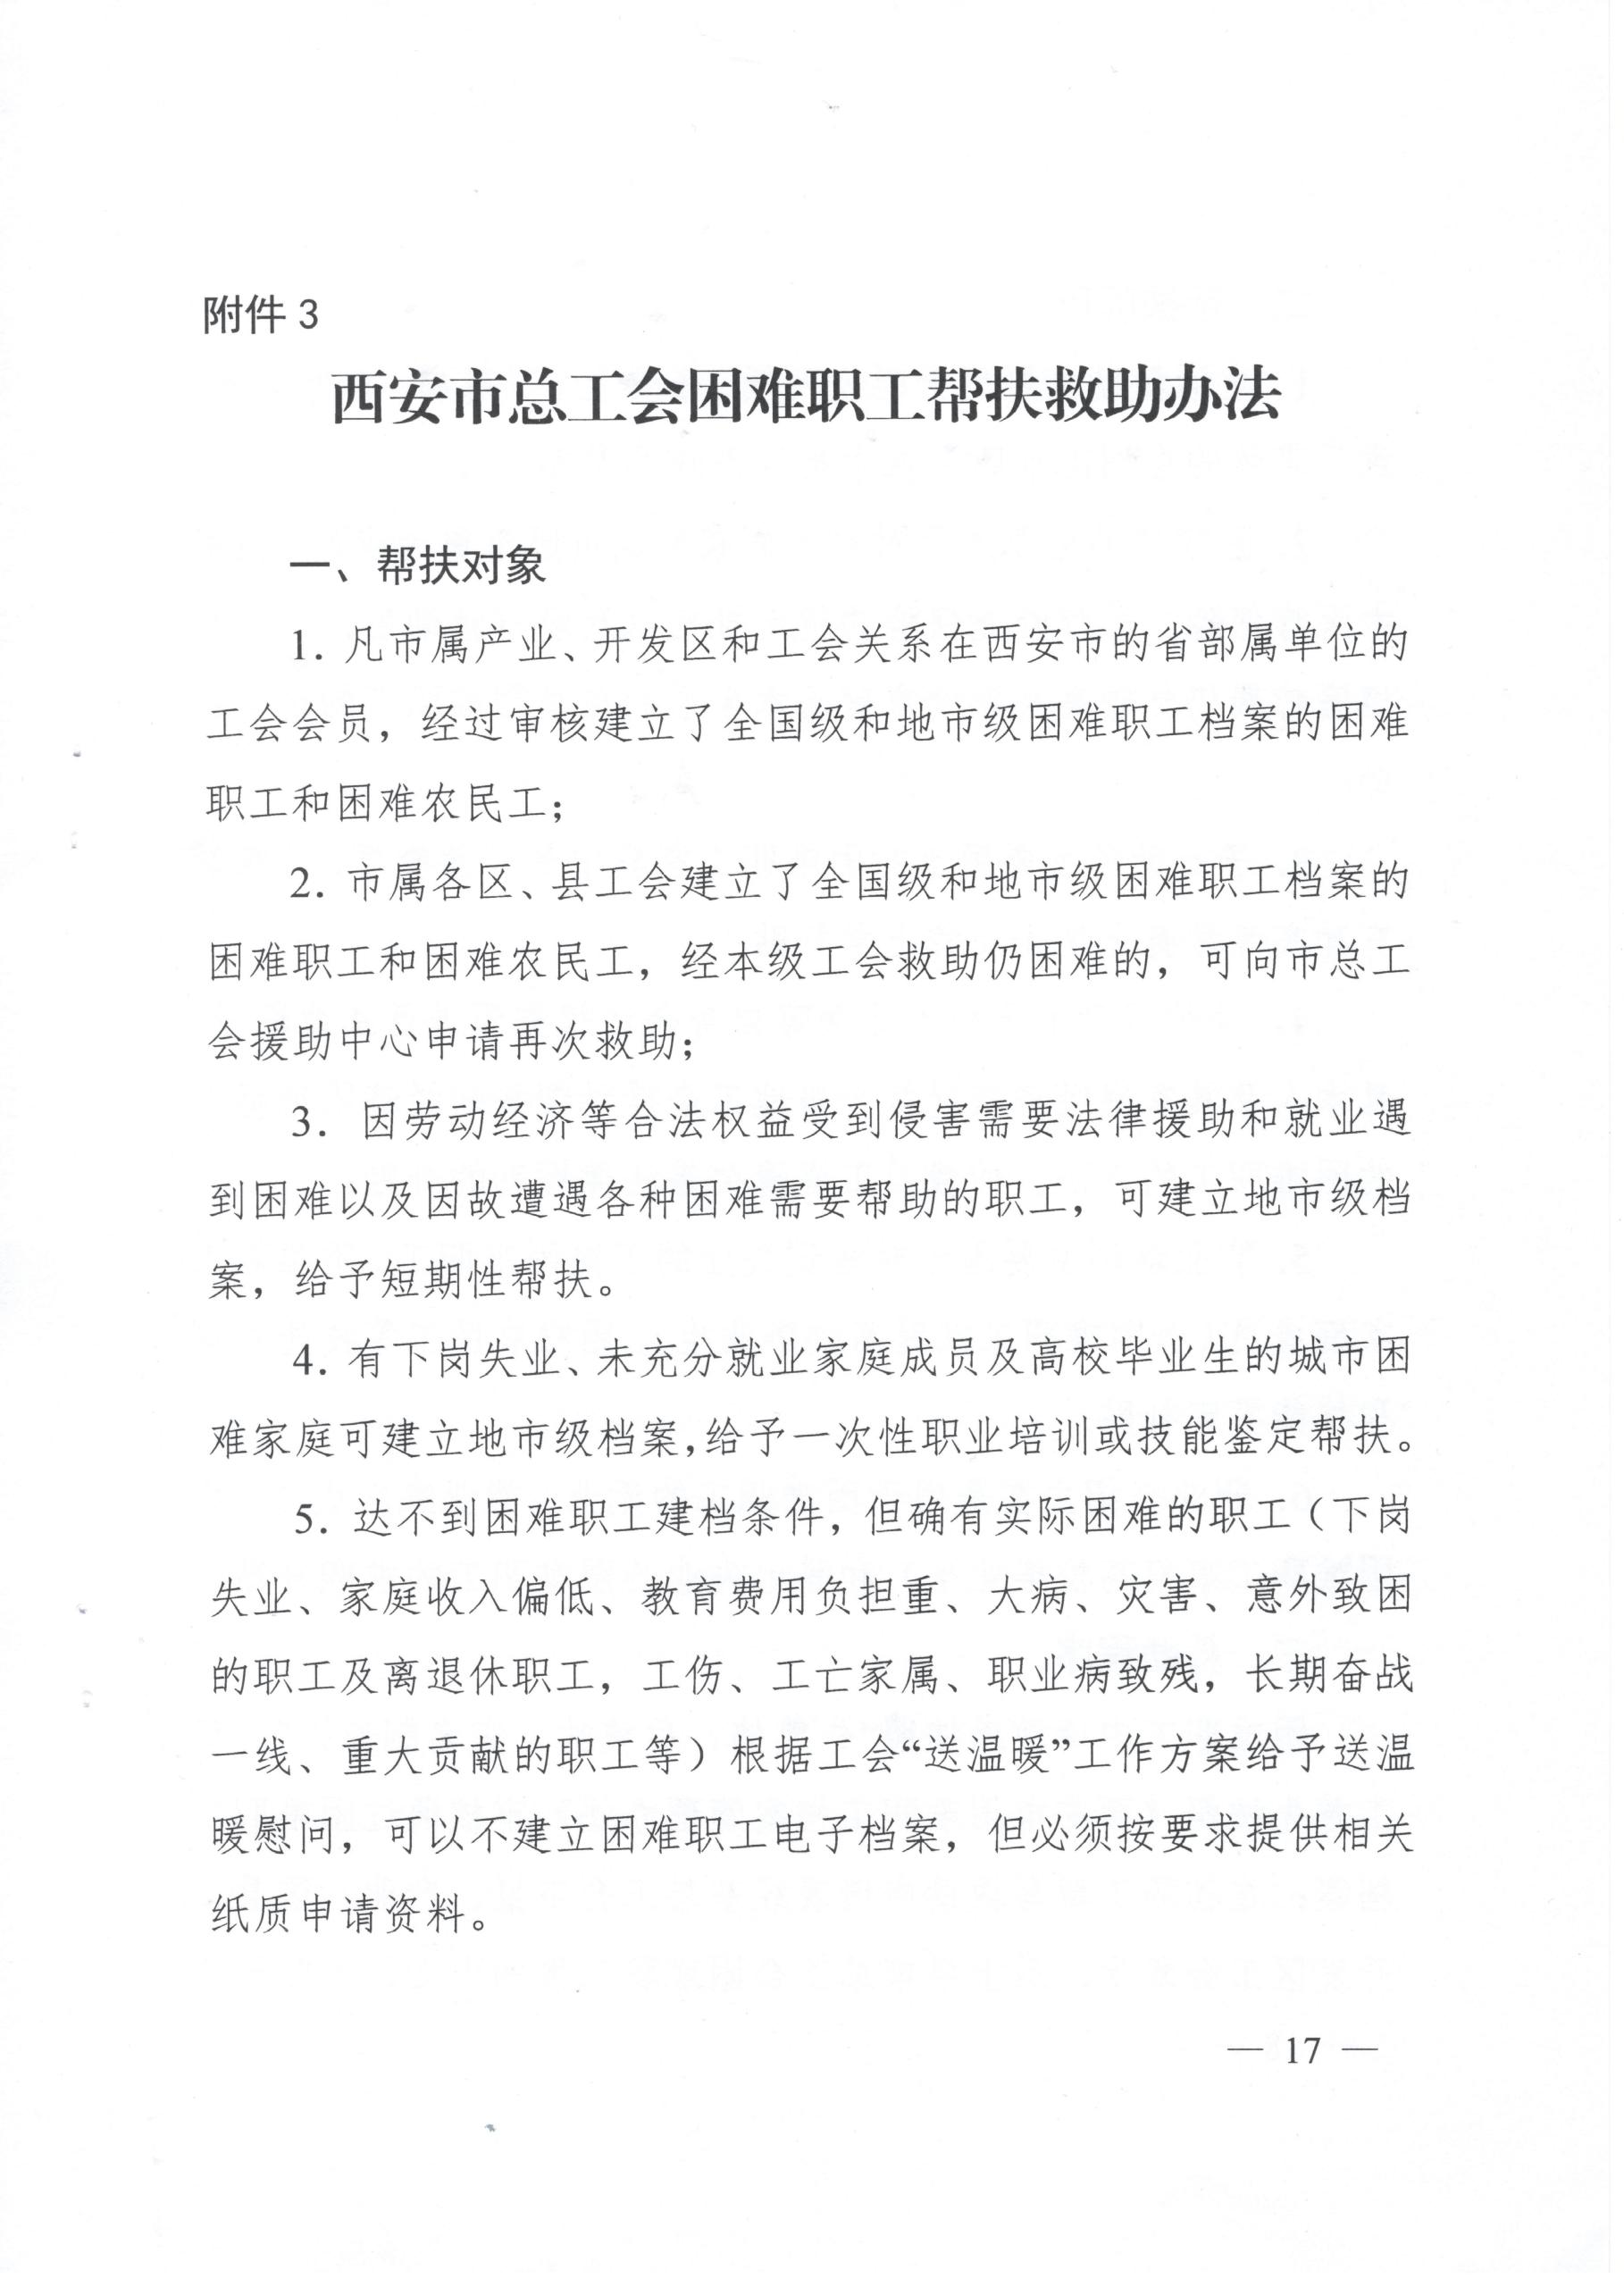 附件 3
西安市总工会困难职工帮扶救助办法
一、帮扶对象
1. 凡市属产业、开发区和工会关系在西安市的省部属单位的
工会会员，经过审核建立了全国级和地市级困难职工档案的困难
职工和困难农民工；
2. 市属各区、县工会建立了全国级和地市级困难职工档案的
困难职工和困难农民工，经本级工会救助仍困难的，可向市总工
会援助中心申请再次救助；
3. 因劳动经济等合法权益受到侵害需要法律援助和就业遇
到困难以及因故遭遇各种困难需要帮助的职工，可建立地市级档
案，给予短期性帮扶。
4. 有下岗失业、未充分就业家庭成员及高校毕业生的城市困
难家庭可建立地市级档案,给予一次性职业培训或技能鉴定帮扶。
5. 达不到困难职工建档条件，但确有实际困难的职工（下岗
失业、家庭收入偏低、教育费用负担重、大病、灾害、意外致困
的职工及离退休职工，工伤、工亡家属、职业病致残，长期奋战
一线、重大贡献的职工等）根据工会“送温暖”工作方案给予送温
暖慰问，可以不建立困难职工电子档案，但必须按要求提供相关
纸质申请资料。
— 17 —